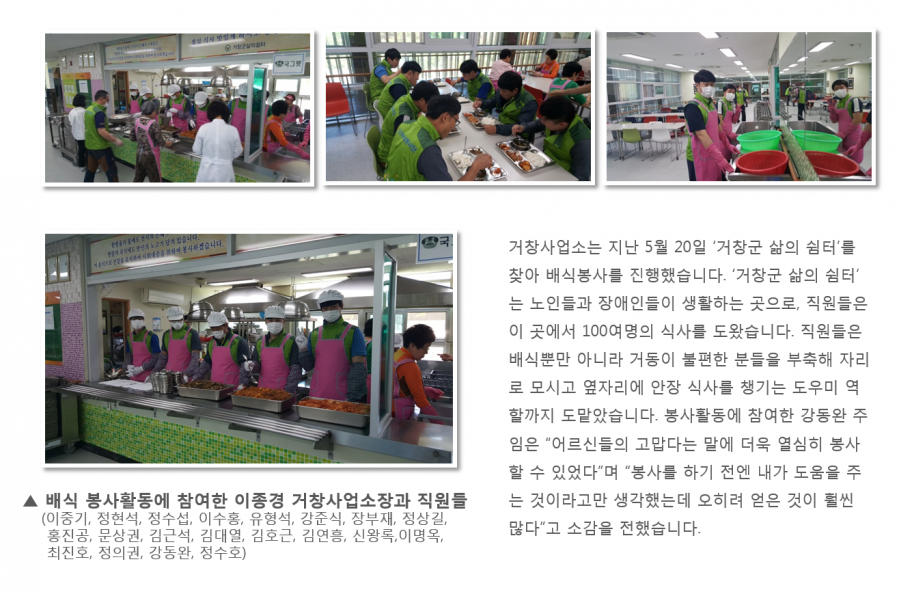 거창군삶의쉼터
국그릇
국그릇
거창사업소는 지난 5월 20일 ‘거창군 삶의 쉼터’를
찾아 배식봉사를 진행했습니다. ‘거창군 삶의 쉼터’
는 노인들과 장애인들이 생활하는 곳으로, 직원들은
이 곳에서 100여명의 식사를 도왔습니다. 직원들은
배식뿐만 아니라 거동이 불편한 분들을 부축해 자리
로 모시고 옆자리에 안장 식사를 챙기는 도우미 역
할까지 도맡았습니다. 봉사활동에 참여한 강동완 주
임은 “어르신들의 고맙다는 말에 더욱 열심히 봉사
할 수 있었다”며 “봉사를 하기 전엔 내가 도움을 주
는 것이라고만 생각했는데 오히려 얻은 것이 훨씬
많다”고 소감을 전했습니다.
▲ 배식 봉사활동에 참여한 이종경 거창사업소장과 직원들
(이중기, 정현석, 정수섭, 이수홍, 유형석, 강준식, 장부재, 정상길,
홍진공, 문상권, 김근석, 김대열, 김호근, 김연흥, 신왕록,이명옥,
최진호, 정의권, 강동완, 정수호)